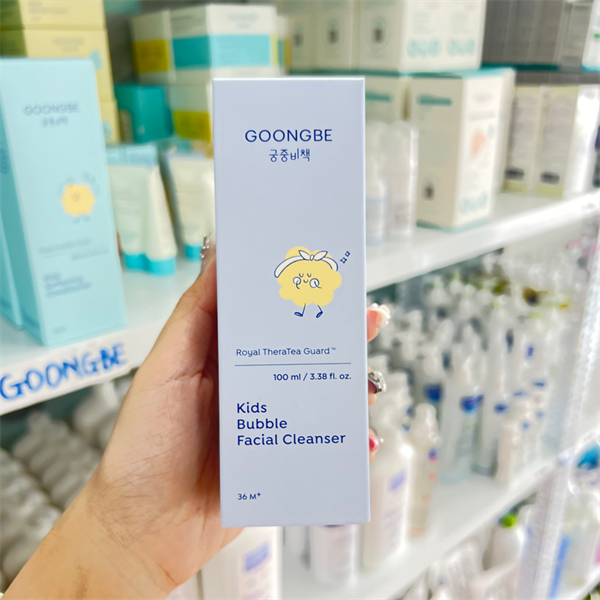 GOONGBE
궁중비책
Royal TheraTea Guard™
100 ml / 3.38 fl. oz.
Kids
Bubble
Facial Cleanser
36 M⁺
GOONGBE
궁중비책
GOONGBE